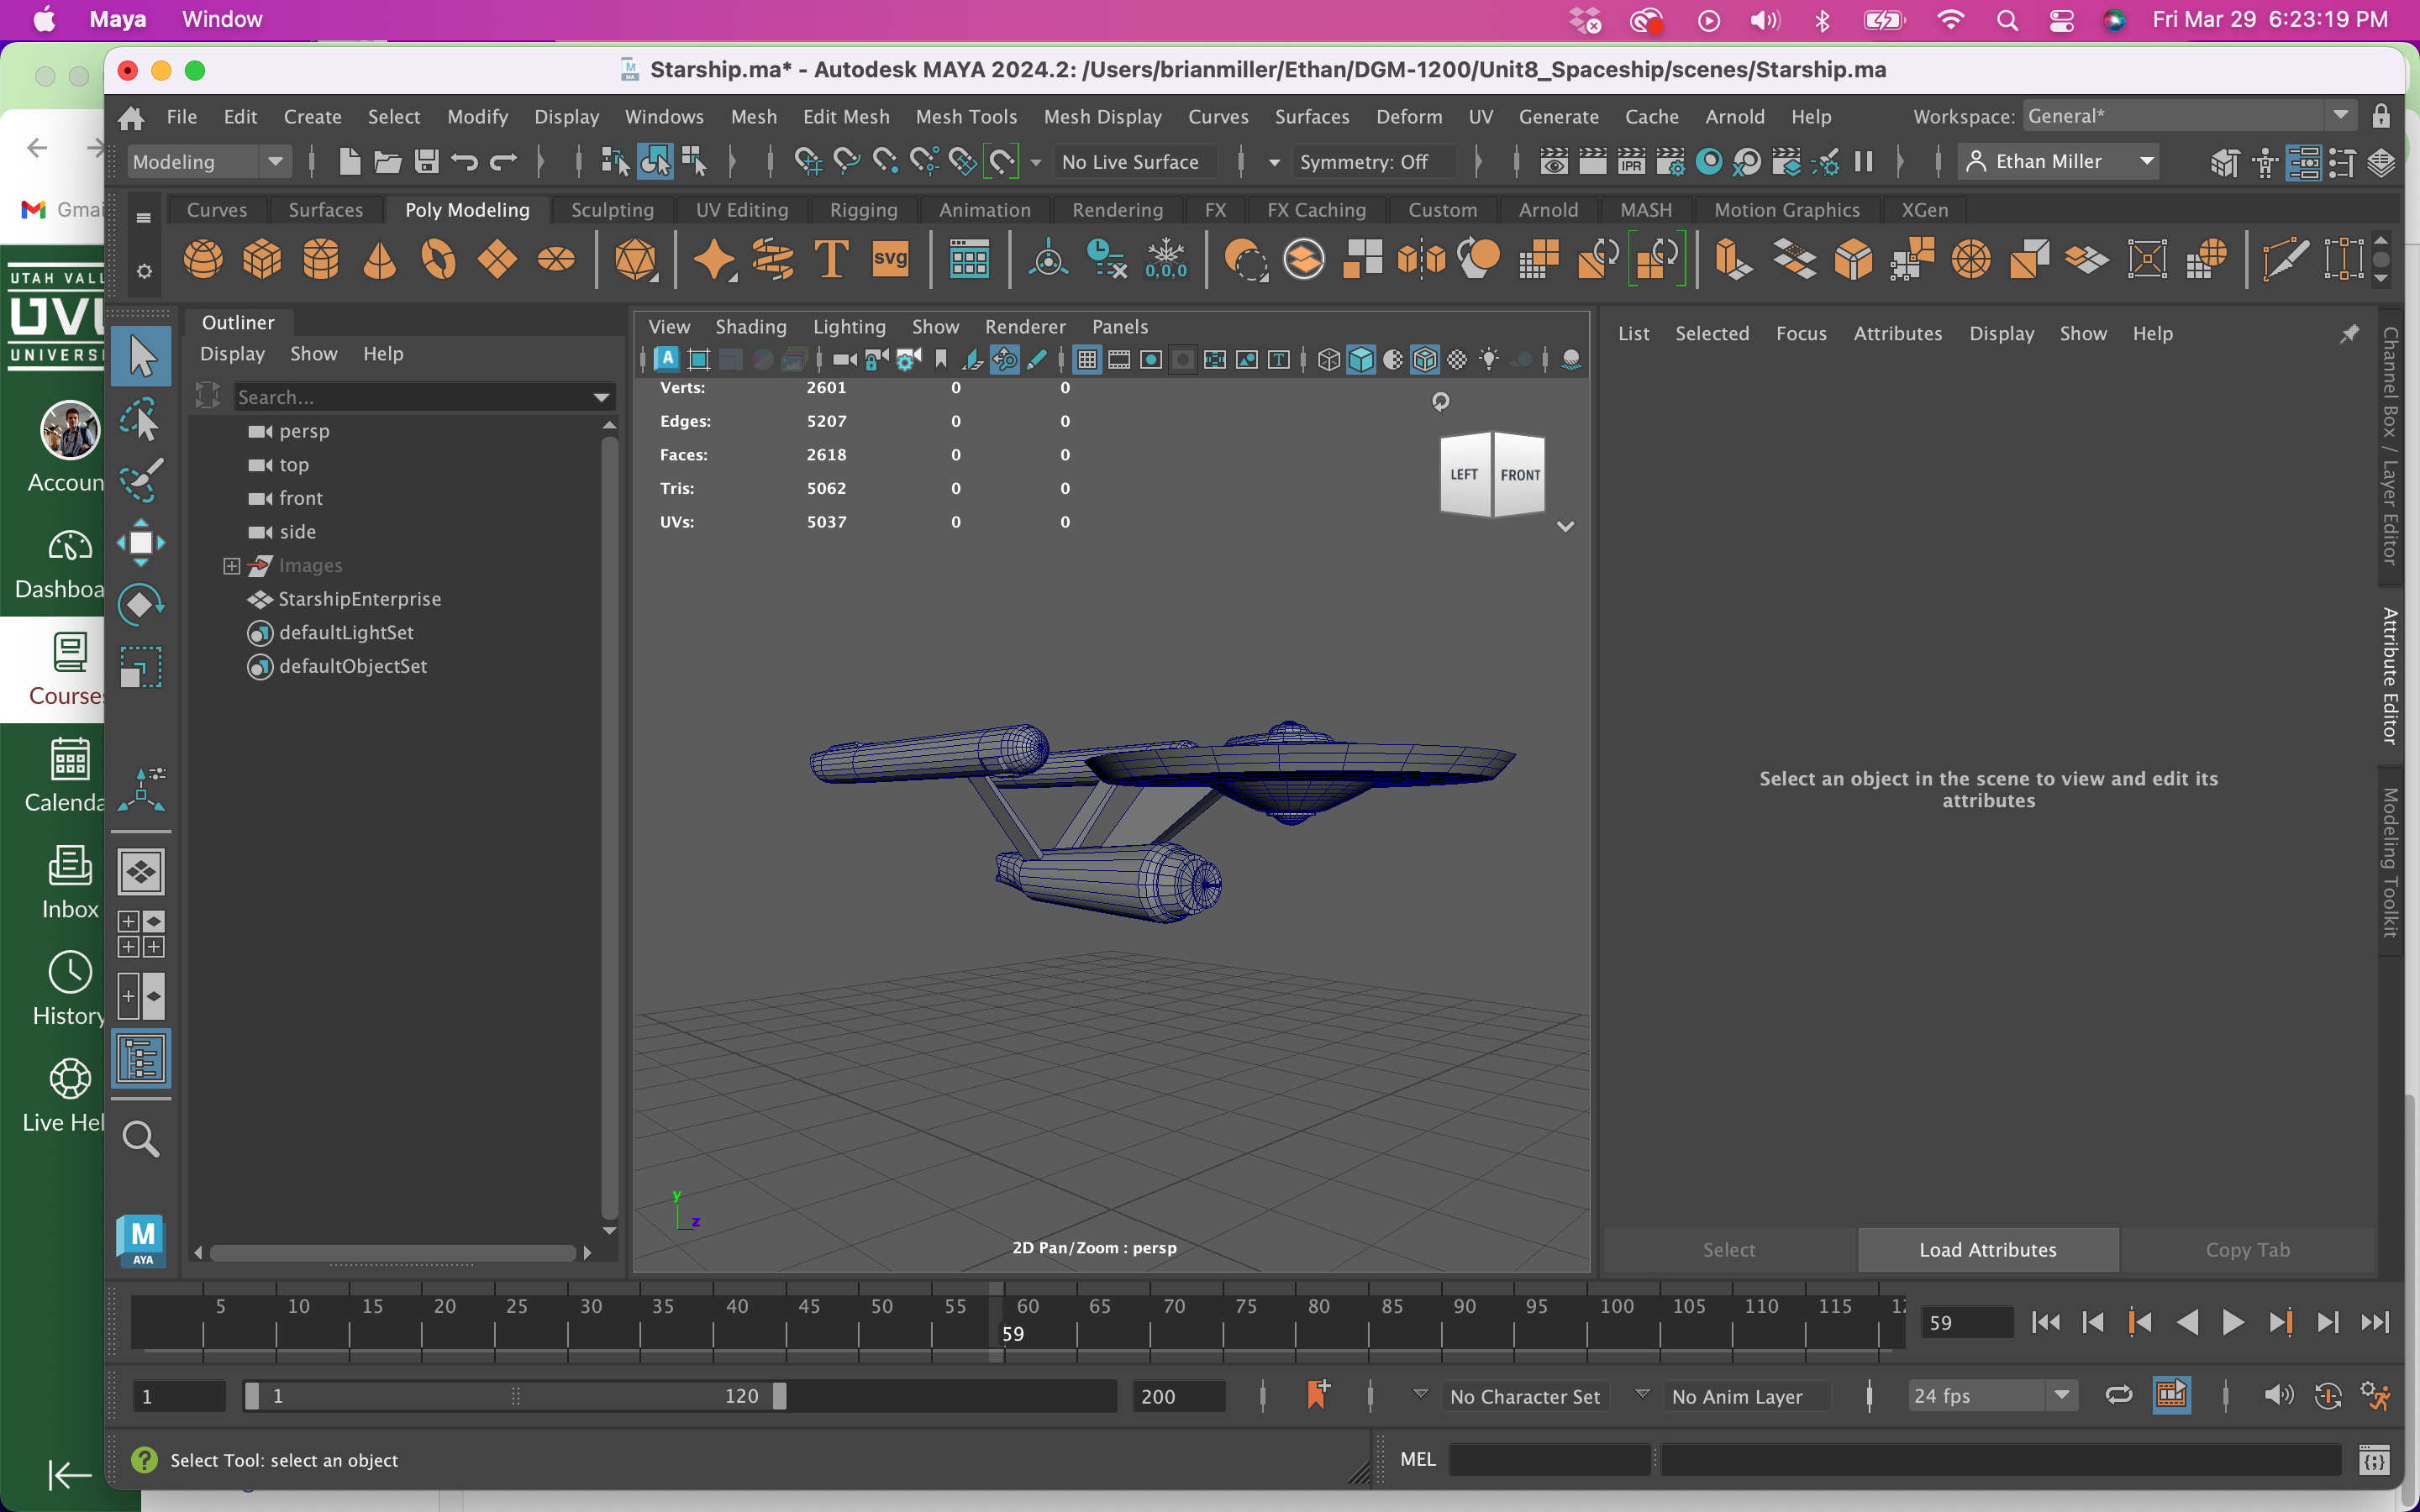 Maya Window Fri Mar 29 6:23:19 PM
Starship.ma* - Autodesk MAYA 2024.2: /Users/brianmiller/Ethan/DGM-1200/Unit8_Spaceship/scenes/Starship.ma
File Edit Create Select Modify Display Windows Mesh Edit Mesh Mesh Tools Mesh Display Curves Surfaces Deform UV Generate Cache Arnold Help Workspace: General*
Modeling No Live Surface Symmetry: Off IPR Ethan Miller
Curves Surfaces Poly Modeling Sculpting UV Editing Rigging Animation Rendering FX FX Caching Custom Arnold MASH Motion Graphics XGen
T svg 0,0,0
Gmai
UTAH VALL
UVU
UNIVERS
Accoun
Dashboa
Courses
Calenda
Inbox
History
Live Hel
Outliner
Display Show Help
Search...
persp
top
front
side
Images
StarshipEnterprise
defaultLightSet
defaultObjectSet
M
AYA
View Shading Lighting Show Renderer Panels
Verts: 2601 0 0
Edges: 5207 0 0
Faces: 2618 0 0
Tris: 5062 0 0
UVs: 5037 0 0
LEFT FRONT
y
z
2D Pan/Zoom : persp
List Selected Focus Attributes Display Show Help
Select an object in the scene to view and edit its
attributes
Select Load Attributes Copy Tab
Channel Box / Layer Editor
Attribute Editor
Modeling Toolkit
5 10 15 20 25 30 35 40 45 50 55 60 65 70 75 80 85 90 95 100 105 110 115 12
59
59
1 1 120 200 No Character Set No Anim Layer 24 fps
Select Tool: select an object
MEL